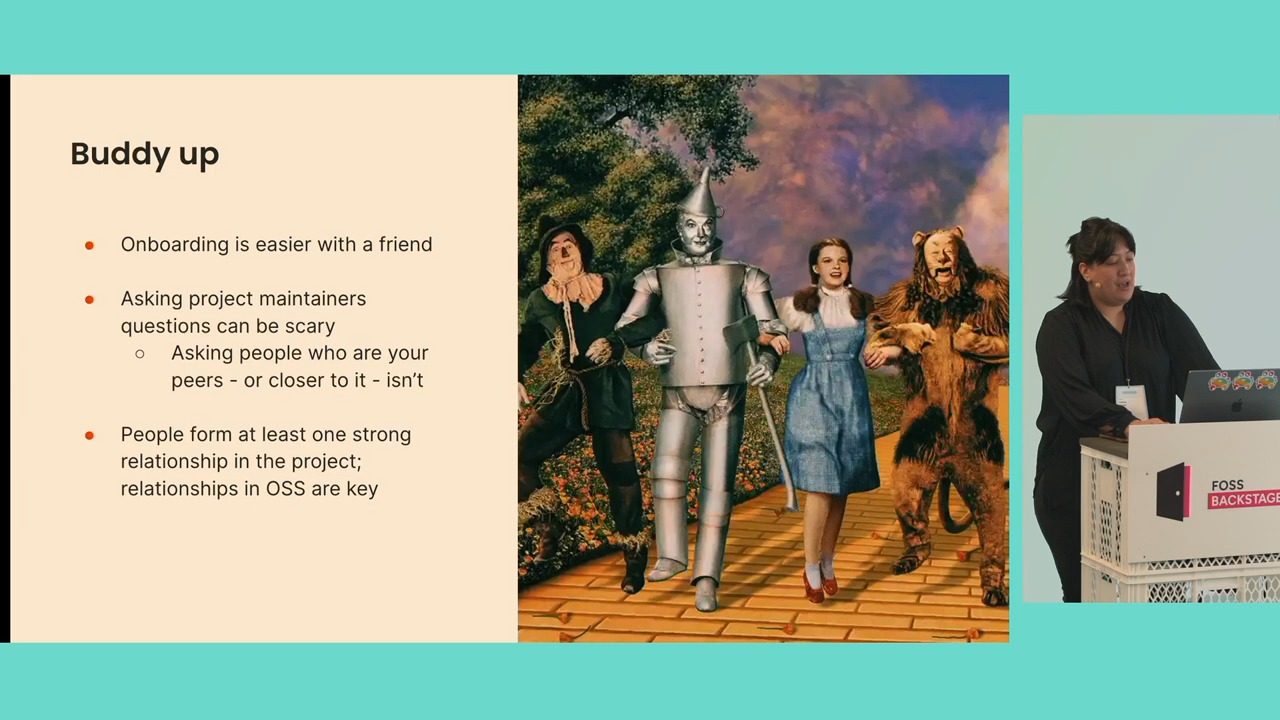 Buddy up
● Onboarding is easier with a friend
● Asking project maintainers
questions can be scary
○ Asking people who are your
peers - or closer to it - isn’t
● People form at least one strong
relationship in the project;
relationships in OSS are key
FOSS
BACKSTAGE